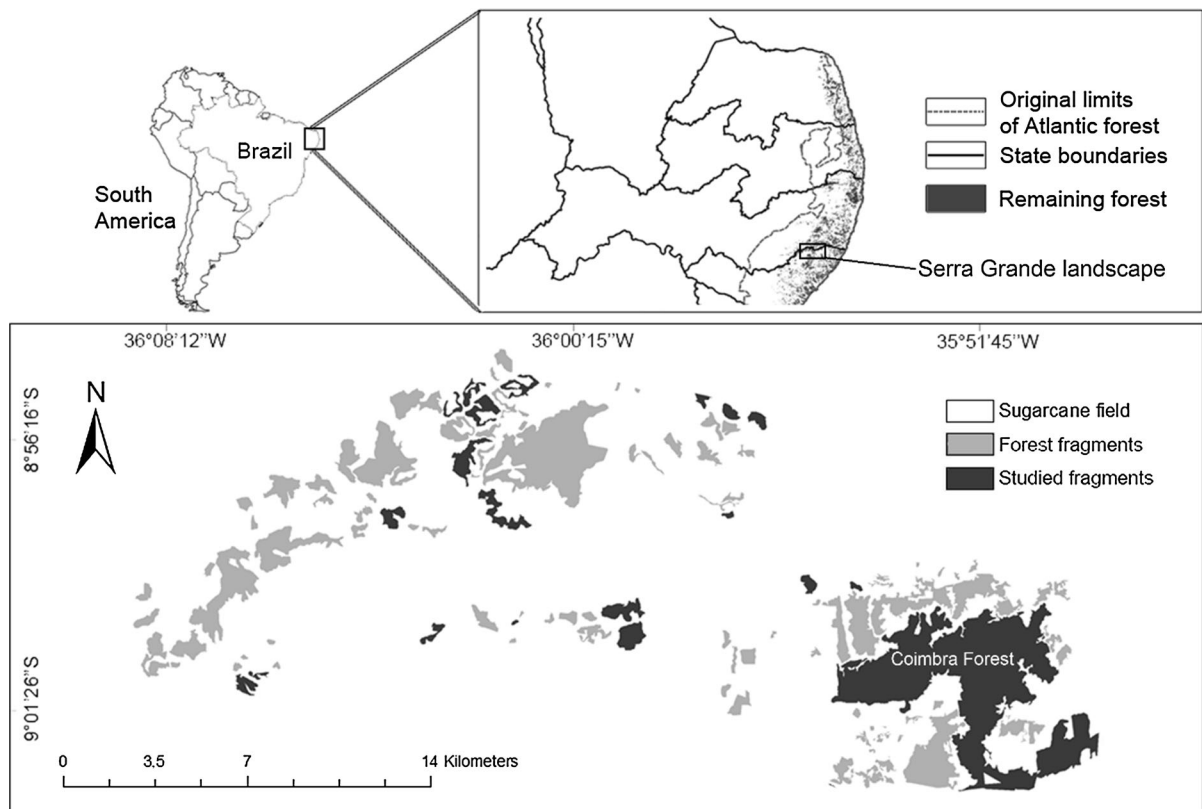 South
America
Brazil
Original limits
of Atlantic forest
State boundaries
Remaining forest
Serra Grande landscape
36°08'12"W
36°00'15"W
35°51'45"W
8°56'16"S
9°01'26"S
N
Sugarcane field
Forest fragments
Studied fragments
Coimbra Forest
0 3.5 7 14 Kilometers